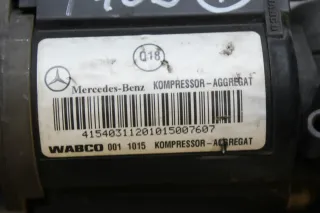 Q18
Mercedes-Benz KOMPRESSOR-AGGREGAT
41540311201015007607
WABCO 001 1015 KOMPRESSOR-AGGREGAT